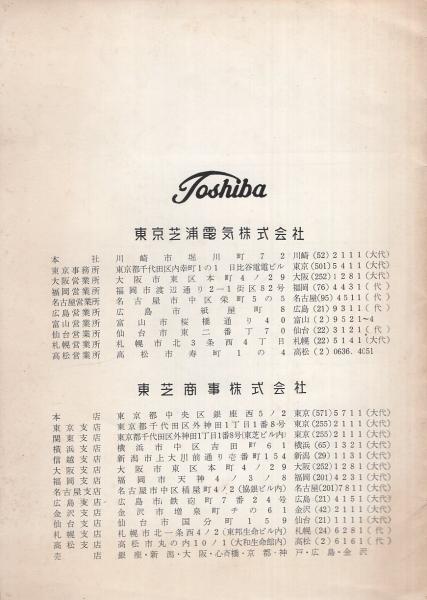 Toshiba
東京芝浦電気株式会社
本社 川崎市堀川町72 川崎(52)2111(大代)
東京事務所 東京都千代田区内幸町1の1 日比谷電電ビル 東京(501)5411(大代)
大阪営業所 大阪市東区本町4ノ29 大阪(252)1281(大代)
福岡営業所 福岡市渡辺通り2―1街区82号 福岡(76)4431(代)
名古屋営業所 名古屋市中区栄町5の5 名古屋(95)4511(代)
広島営業所 広島市紙屋町8 広島(21)9311(代)
富山営業所 富山市桜橋通り40 富山(2)9521~4
仙台営業所 仙台市東二番丁70 仙台(22)3121(代)
札幌営業所 札幌市北3条西4丁目 札幌(22)5141(大代)
高松営業所 高松市寿町1の4 高松(2)0636.4051
東芝商事株式会社
本店 東京都中央区銀座西5ノ2 東京(571)5711(大代)
東京支店 東京都千代田区外神田1丁目1番8号 東京(255)2111(大代)
関東支店 東京都千代田区外神田1丁目1番8号(東芝ビル内) 東京(255)2111(大代)
横浜支店 横浜市中区吉田町61 横浜(65)1321(大代)
信越支店 新潟市上大川前通り壱番町154 新潟(29)1131(大代)
大阪支店 大阪市東区本町4ノ29 大阪(252)1281(大代)
福岡支店 福岡市天神4ノ3ノ8 福岡(201)4231(大代)
名古屋支店 名古屋市中区桶屋町4ノ2(協銀ビル内) 名古屋(201)7811(大代)
広島支店 広島市鉄砲町7番24号 広島(21)4151(大代)
金沢支店 金沢市増泉町チの61 金沢(42)2111(大代)
仙台支店 仙台市国分町159 仙台(21)1111(大代)
札幌支店 札幌市北一条西4ノ2(東邦生命ビル内) 札幌(24)6281(大代)
高松支店 高松市丸の内10ノ1(大和生命館内) 高松(2)6161(代)
売店 銀座・新潟・大阪・心斎橋・京都・神戸・広島・金沢